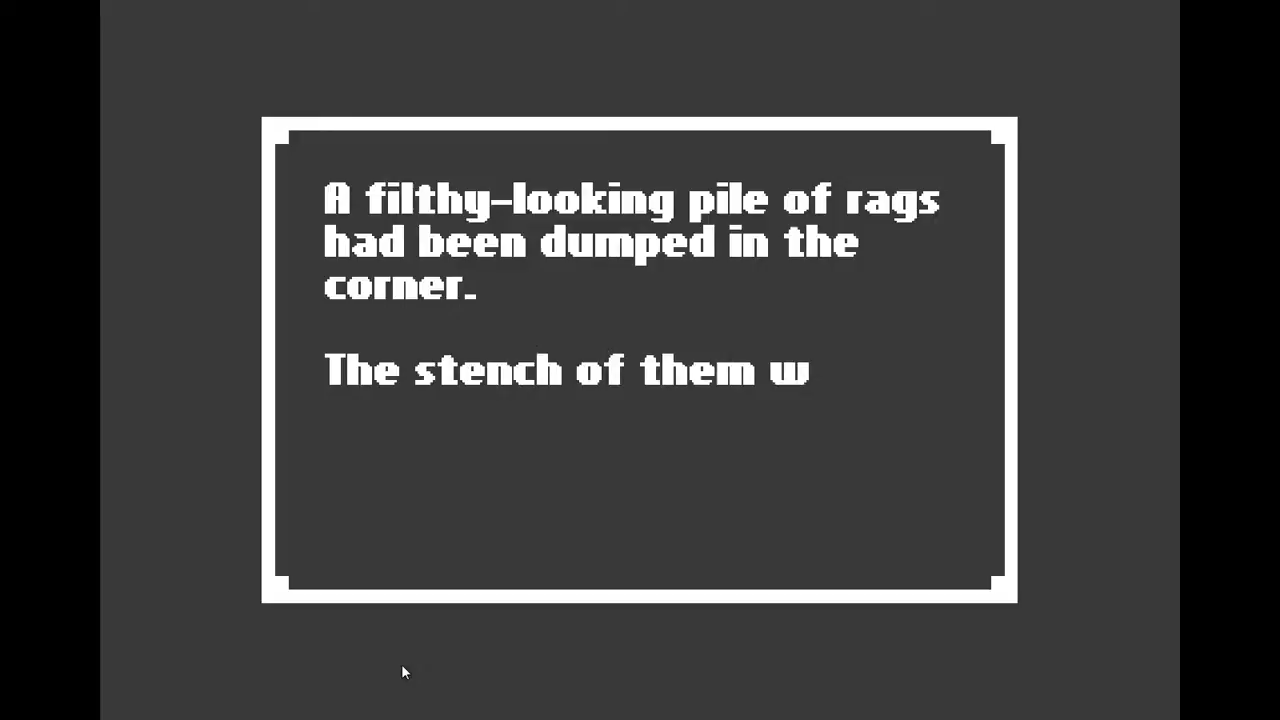 A filthy-looking pile of rags
had been dumped in the
corner.
The stench of them w